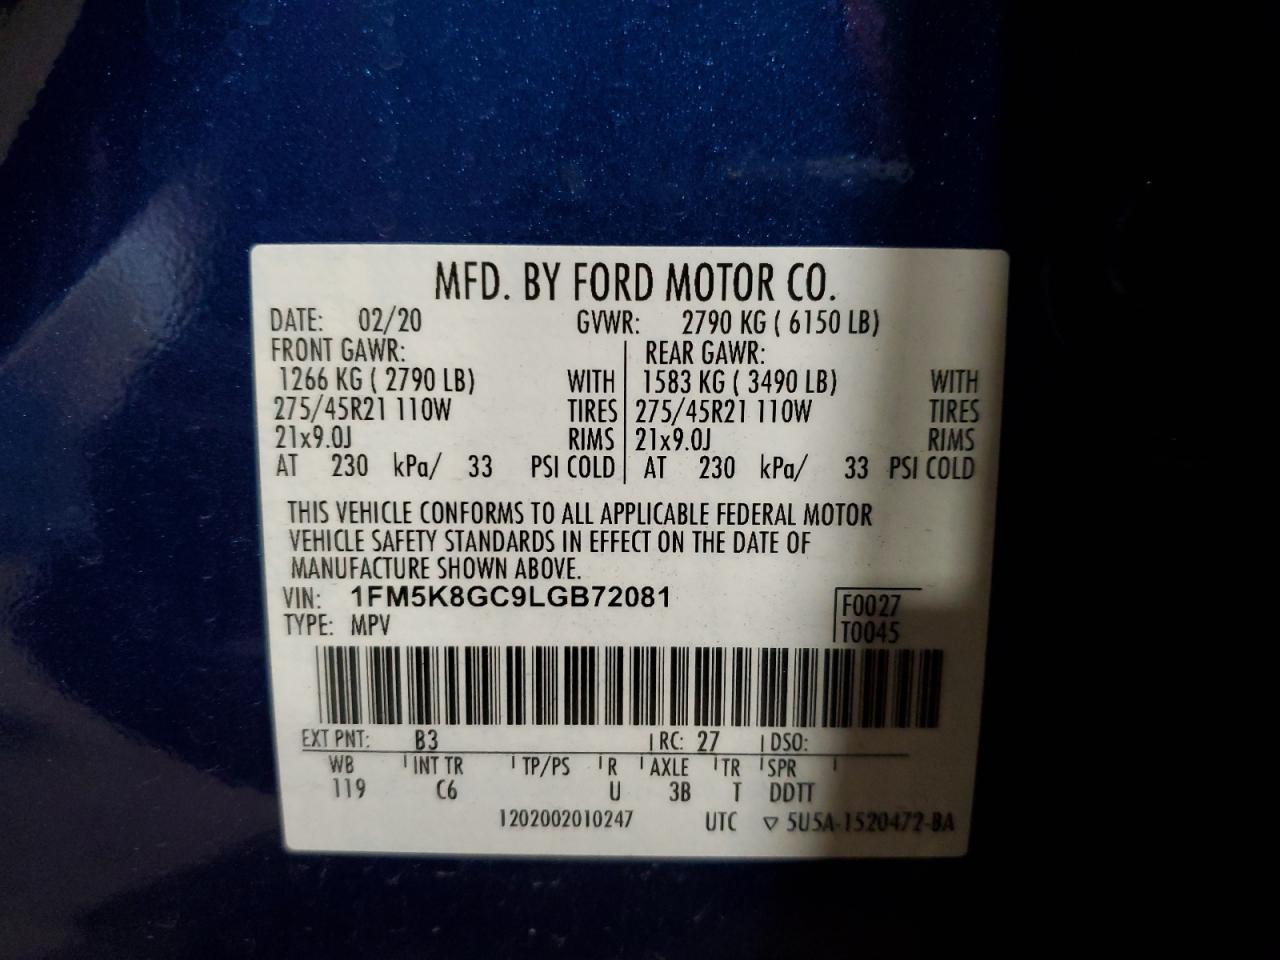 MFD. BY FORD MOTOR CO.
DATE: 02/20 GVWR: 2790 KG ( 6150 LB)
FRONT GAWR: REAR GAWR:
1266 KG ( 2790 LB) WITH 1583 KG ( 3490 LB) WITH
275/45R21 110W TIRES 275/45R21 110W TIRES
21x9.0J RIMS 21x9.0J RIMS
AT 230 kPa/ 33 PSI COLD AT 230 kPa/ 33 PSI COLD
THIS VEHICLE CONFORMS TO ALL APPLICABLE FEDERAL MOTOR
VEHICLE SAFETY STANDARDS IN EFFECT ON THE DATE OF
MANUFACTURE SHOWN ABOVE.
VIN: 1FM5K8GC9LGB72081 F0027
TYPE: MPV T0045
EXT PNT: B3 RC: 27 DSO:
WB INT TR TP/PS R AXLE TR SPR
119 C6 U 3B T DDTT
1202002010247 UTC ▽ 5U5A-1520472-BA